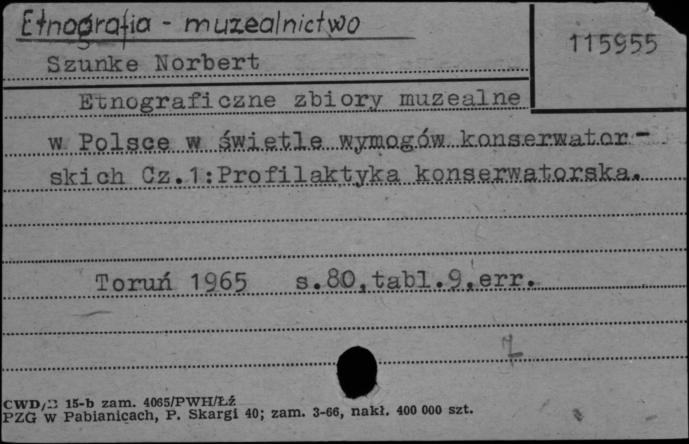 Etnografia - muzealnictwo
115955
Szunke Norbert
Etnograficzne zbiory muzealne
w Polsce w świetle wymogów konserwator-
skich Cz.1:Profilaktyka konserwatorska.
Toruń 1965 s.80,tabl.9,err.
CWD/B 15-b zam. 4065/PWH/Łź
PZG w Pabianicach, P. Skargi 40; zam. 3-66, nakł. 400 000 szt.